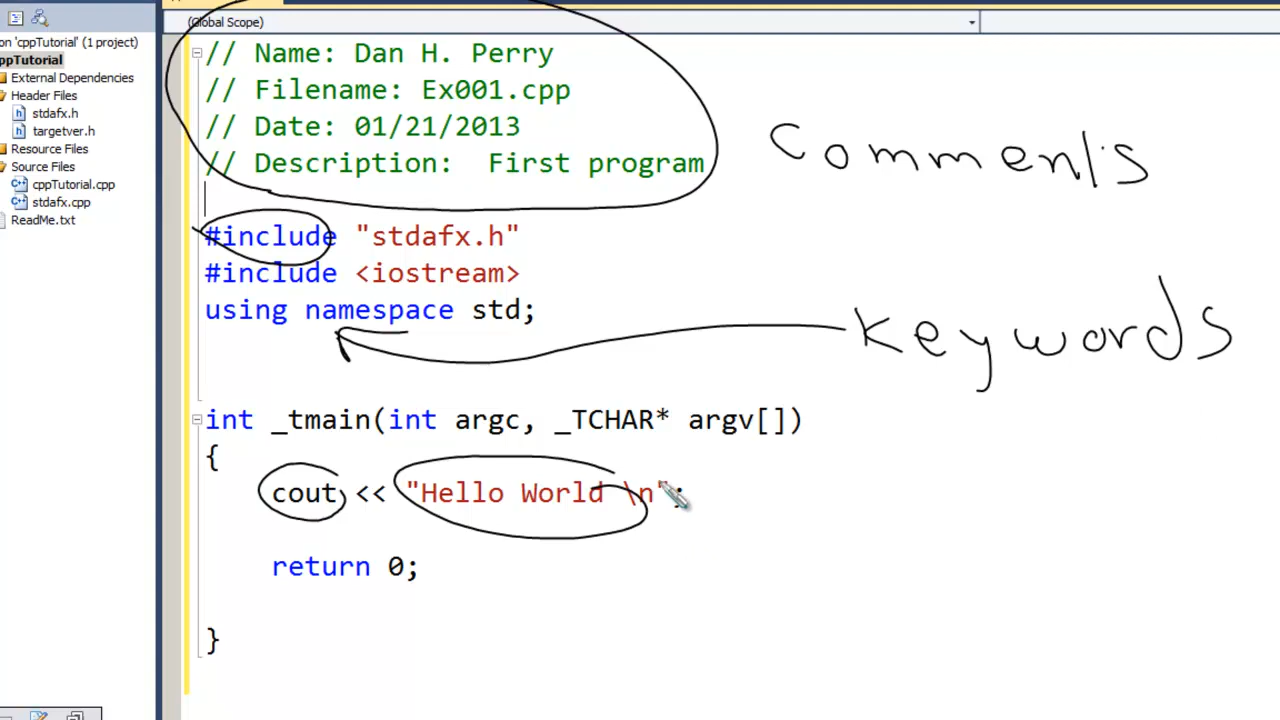 (Global Scope)
on 'cppTutorial' (1 project)
ppTutorial
External Dependencies
Header Files
stdafx.h
targetver.h
Resource Files
Source Files
cppTutorial.cpp
stdafx.cpp
ReadMe.txt
// Name: Dan H. Perry
// Filename: Ex001.cpp
// Date: 01/21/2013
// Description:  First program
Comments
#include "stdafx.h"
#include <iostream>
using namespace std;
Keywords
int _tmain(int argc, _TCHAR* argv[])
{
cout << "Hello World \n";
return 0;
}